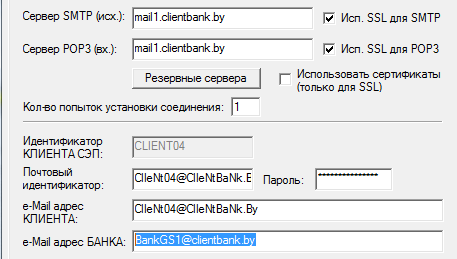 Сервер SMTP (исх.): mail1.clientbank.by Исп. SSL для SMTP
Сервер POP3 (вх.): mail1.clientbank.by Исп. SSL для POP3
Резервные сервера Использовать сертификаты
(только для SSL)
Кол-во попыток установки соединения: 1
Идентификатор
КЛИЕНТА СЭП: CLIENT04
Почтовый
идентификатор: ClIeNt04@ClIeNtBaNk.B Пароль: ***************
e-Mail адрес
КЛИЕНТА: ClIeNt04@ClIeNtBaNk.By
e-Mail адрес БАНКА: BankGS1@clientbank.by